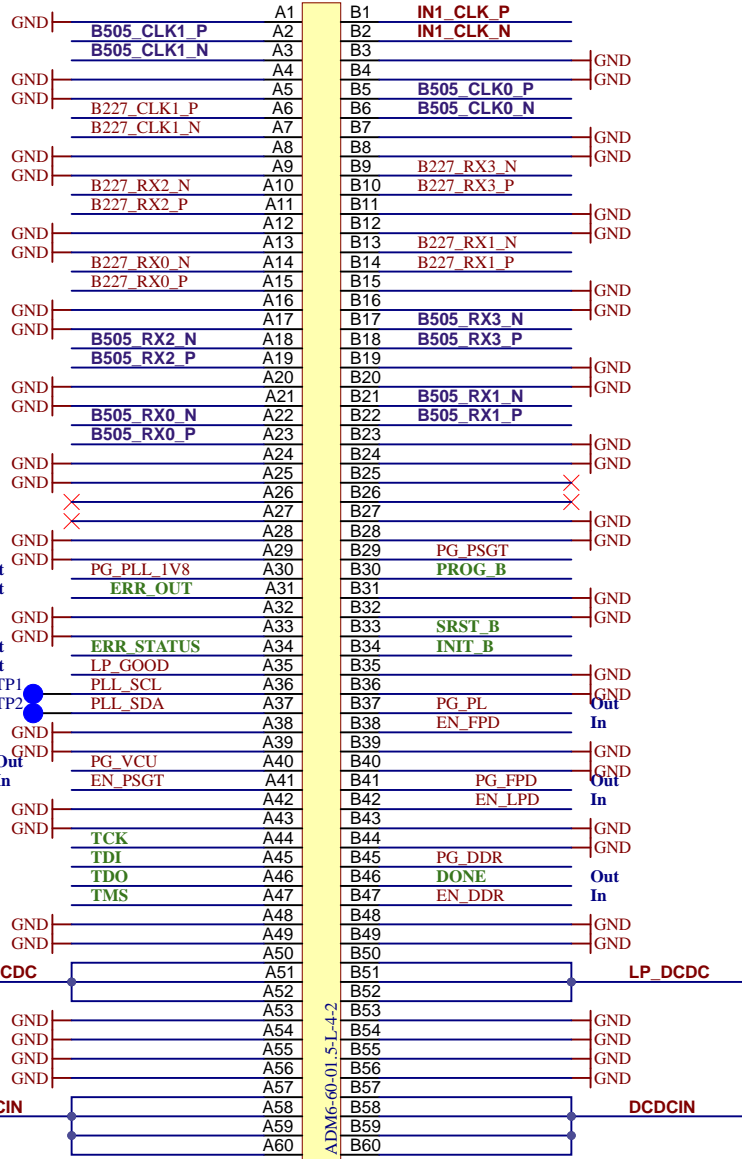 GND A1 B1 IN1_CLK_P
B505_CLK1_P A2 B2 IN1_CLK_N
B505_CLK1_N A3 B3 GND
GND A4 B4 GND
GND A5 B5 B505_CLK0_P
B227_CLK1_P A6 B6 B505_CLK0_N
B227_CLK1_N A7 B7 GND
GND A8 B8 GND
GND A9 B9 B227_RX3_N
B227_RX2_N A10 B10 B227_RX3_P
B227_RX2_P A11 B11 GND
GND A12 B12 GND
GND A13 B13 B227_RX1_N
B227_RX0_N A14 B14 B227_RX1_P
B227_RX0_P A15 B15 GND
GND A16 B16 GND
GND A17 B17 B505_RX3_N
B505_RX2_N A18 B18 B505_RX3_P
B505_RX2_P A19 B19 GND
GND A20 B20 GND
GND A21 B21 B505_RX1_N
B505_RX0_N A22 B22 B505_RX1_P
B505_RX0_P A23 B23 GND
GND A24 B24 GND
GND A25 B25
A26 B26
A27 B27 GND
GND A28 B28 GND
GND A29 B29 PG_PSGT
t PG_PLL_1V8 A30 B30 PROG_B
t ERR_OUT A31 B31 GND
GND A32 B32 GND
GND A33 B33 SRST_B
t ERR_STATUS A34 B34 INIT_B
t LP_GOOD A35 B35 GND
TP1 PLL_SCL A36 B36 GND
TP2 PLL_SDA A37 B37 PG_PL Out
GND A38 B38 EN_FPD In
GND A39 B39 GND
Out PG_VCU A40 B40 GND
n EN_PSGT A41 B41 PG_FPD Out
GND A42 B42 EN_LPD In
GND A43 B43 GND
TCK A44 B44 GND
TDI A45 B45 PG_DDR
TDO A46 B46 DONE Out
TMS A47 B47 EN_DDR In
GND A48 B48 GND
GND A49 B49 GND
A50 B50
CDC A51 B51 LP_DCDC
A52 B52
GND A53 B53 GND
GND A54 B54 GND
GND A55 B55 GND
GND A56 B56 GND
A57 B57
CIN A58 B58 DCDCIN
A59 B59
A60 B60
ADM6-60-01.5-L-4-2